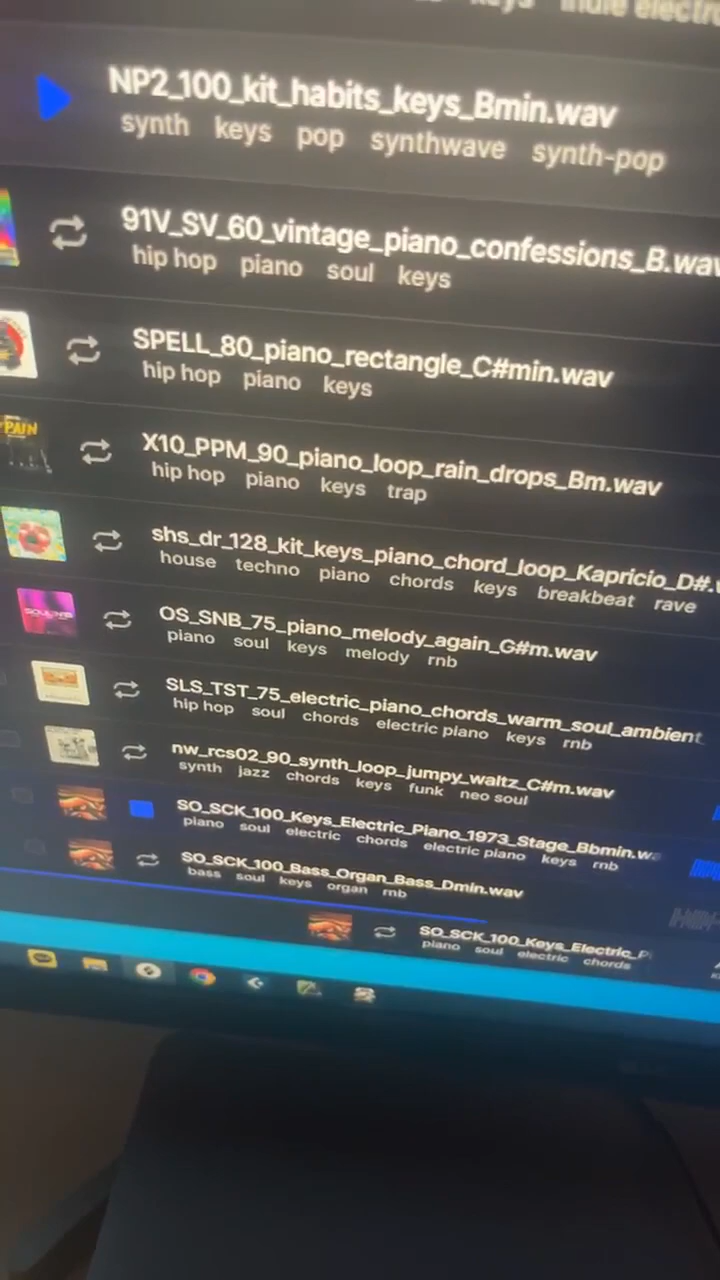 keys indie electro
NP2_100_kit_habits_keys_Bmin.wav
synth keys pop synthwave synth-pop
91V_SV_60_vintage_piano_confessions_B.wav
hip hop piano soul keys
SPELL_80_piano_rectangle_C#min.wav
hip hop piano keys
PAIN
X10_PPM_90_piano_loop_rain_drops_Bm.wav
hip hop piano keys trap
shs_dr_128_kit_keys_piano_chord_loop_Kapricio_D#.
house techno piano chords keys breakbeat rave
OS_SNB_75_piano_melody_again_G#m.wav
piano soul keys melody rnb
SLS_TST_75_electric_piano_chords_warm_soul_ambient
hip hop soul chords electric piano keys rnb
nw_rcs02_90_synth_loop_jumpy_waltz_C#m.wav
synth jazz chords keys funk neo soul
SO_SCK_100_Keys_Electric_Piano_1973_Stage_Bbmin.wa
piano soul electric chords electric piano keys rnb
SO_SCK_100_Bass_Organ_Bass_Dmin.wav
bass soul keys organ rnb
SO_SCK_100_Keys_Electric_P
piano soul electric chords